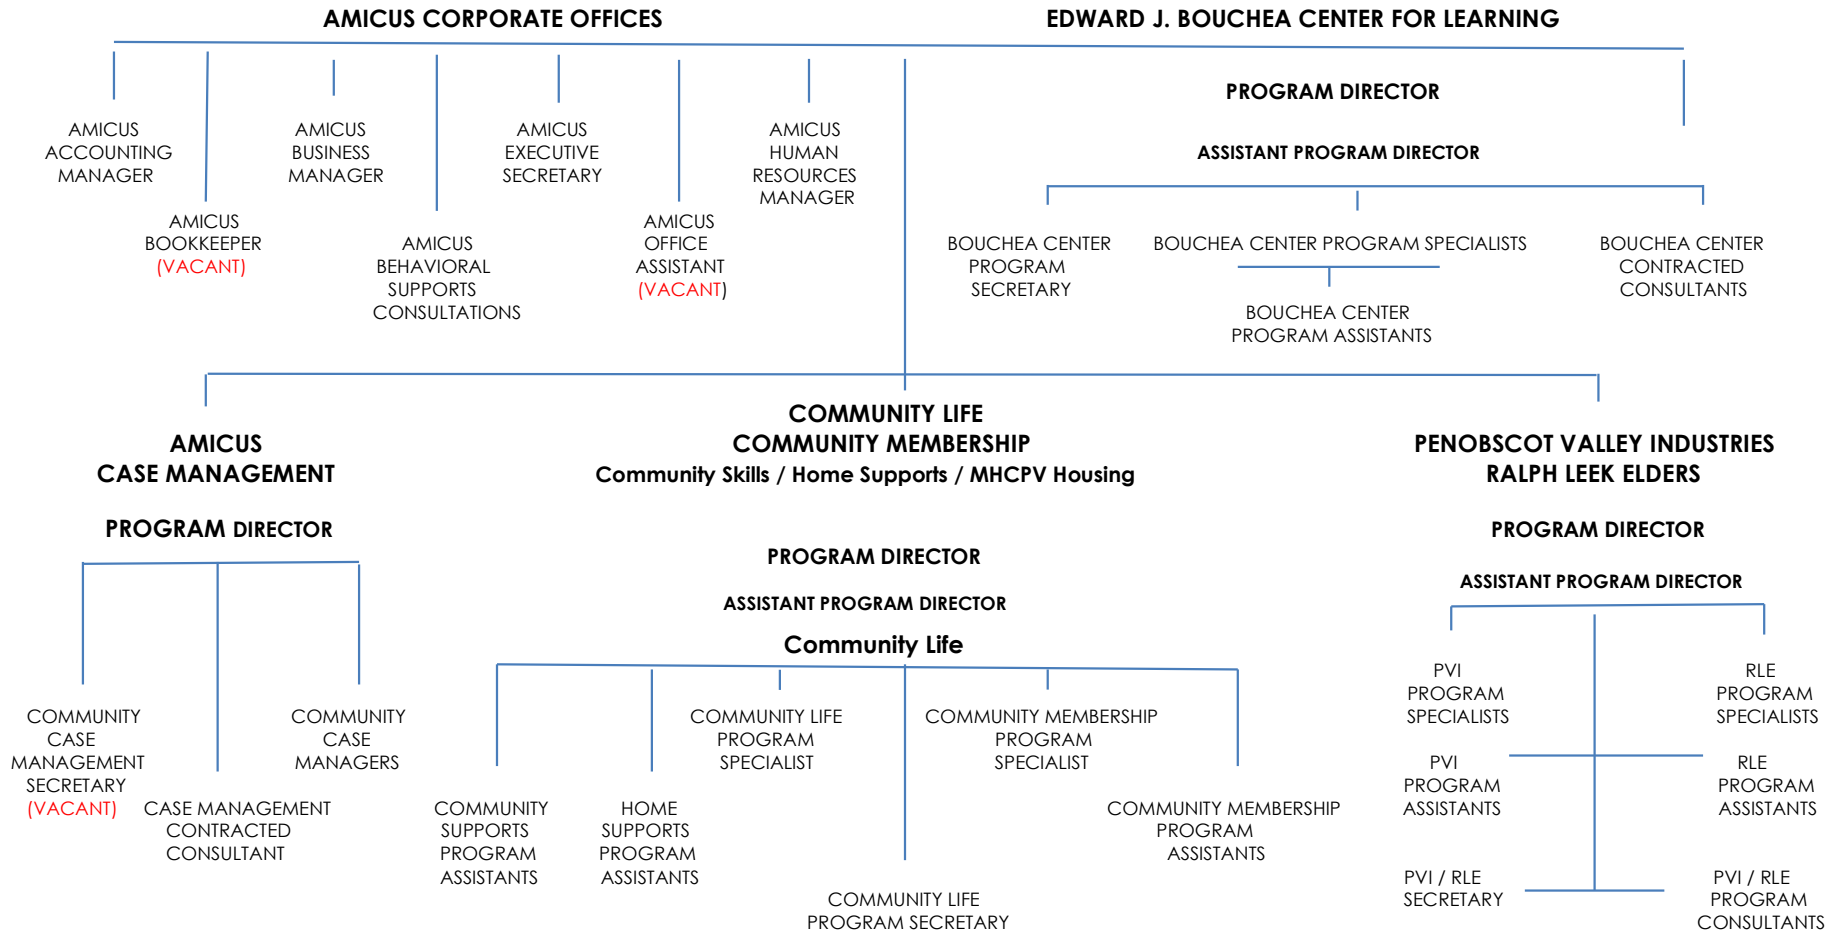 AMICUS CORPORATE OFFICES
EDWARD J. BOUCHEA CENTER FOR LEARNING
AMICUS
ACCOUNTING
MANAGER
AMICUS
BOOKKEEPER
(VACANT)
AMICUS
BUSINESS
MANAGER
AMICUS
BEHAVIORAL
SUPPORTS
CONSULTATIONS
AMICUS
EXECUTIVE
SECRETARY
AMICUS
OFFICE
ASSISTANT
(VACANT)
AMICUS
HUMAN
RESOURCES
MANAGER
PROGRAM DIRECTOR
ASSISTANT PROGRAM DIRECTOR
BOUCHEA CENTER
PROGRAM
SECRETARY
BOUCHEA CENTER PROGRAM SPECIALISTS
BOUCHEA CENTER
PROGRAM ASSISTANTS
BOUCHEA CENTER
CONTRACTED
CONSULTANTS
AMICUS
CASE MANAGEMENT
PROGRAM DIRECTOR
COMMUNITY
CASE
MANAGEMENT
SECRETARY
(VACANT)
CASE MANAGEMENT
CONTRACTED
CONSULTANT
COMMUNITY
CASE
MANAGERS
COMMUNITY LIFE
COMMUNITY MEMBERSHIP
Community Skills / Home Supports / MHCPV Housing
PROGRAM DIRECTOR
ASSISTANT PROGRAM DIRECTOR
Community Life
COMMUNITY
SUPPORTS
PROGRAM
ASSISTANTS
HOME
SUPPORTS
PROGRAM
ASSISTANTS
COMMUNITY LIFE
PROGRAM
SPECIALIST
COMMUNITY LIFE
PROGRAM SECRETARY
COMMUNITY MEMBERSHIP
PROGRAM
SPECIALIST
COMMUNITY MEMBERSHIP
PROGRAM
ASSISTANTS
PENOBSCOT VALLEY INDUSTRIES
RALPH LEEK ELDERS
PROGRAM DIRECTOR
ASSISTANT PROGRAM DIRECTOR
PVI
PROGRAM
SPECIALISTS
RLE
PROGRAM
SPECIALISTS
PVI
PROGRAM
ASSISTANTS
RLE
PROGRAM
ASSISTANTS
PVI / RLE
SECRETARY
PVI / RLE
PROGRAM
CONSULTANTS